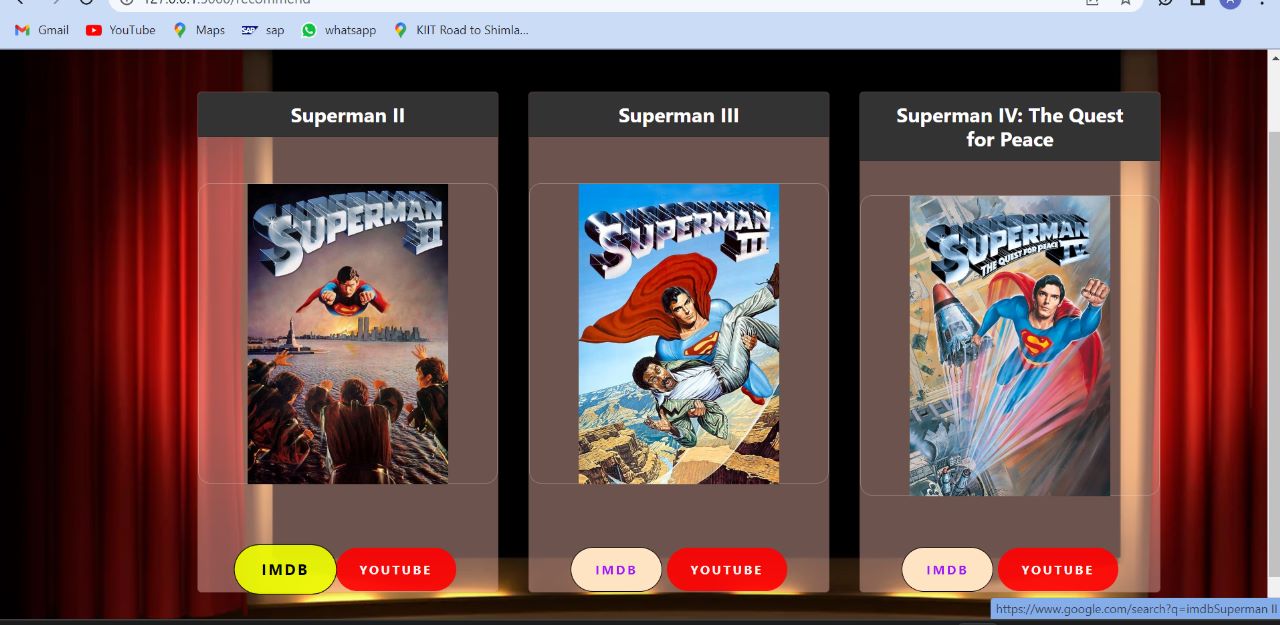 127.0.0.1:5000/recommend
Gmail YouTube Maps SAP sap whatsapp KIIT Road to Shimla...
Superman II
Superman III
Superman IV: The Quest
for Peace
SUPERMAN
II
SUPERMAN
III
SUPERMAN
THE QUEST FOR PEACE IV
IMDB YOUTUBE
IMDB YOUTUBE
IMDB YOUTUBE
https://www.google.com/search?q=imdbSuperman II